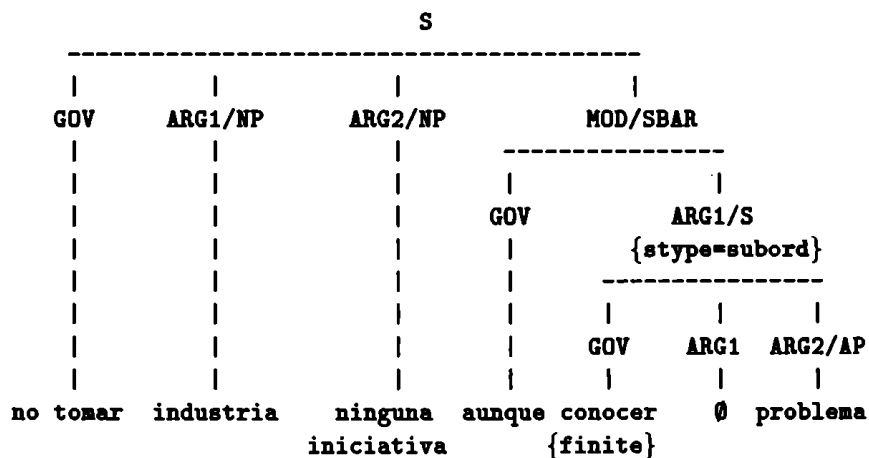 S
GOV ARG1/NP ARG2/NP MOD/SBAR
GOV ARG1/S
{stype=subord}
GOV ARG1 ARG2/AP
no tomar industria ninguna aunque conocer Ø problema
iniciativa {finite}